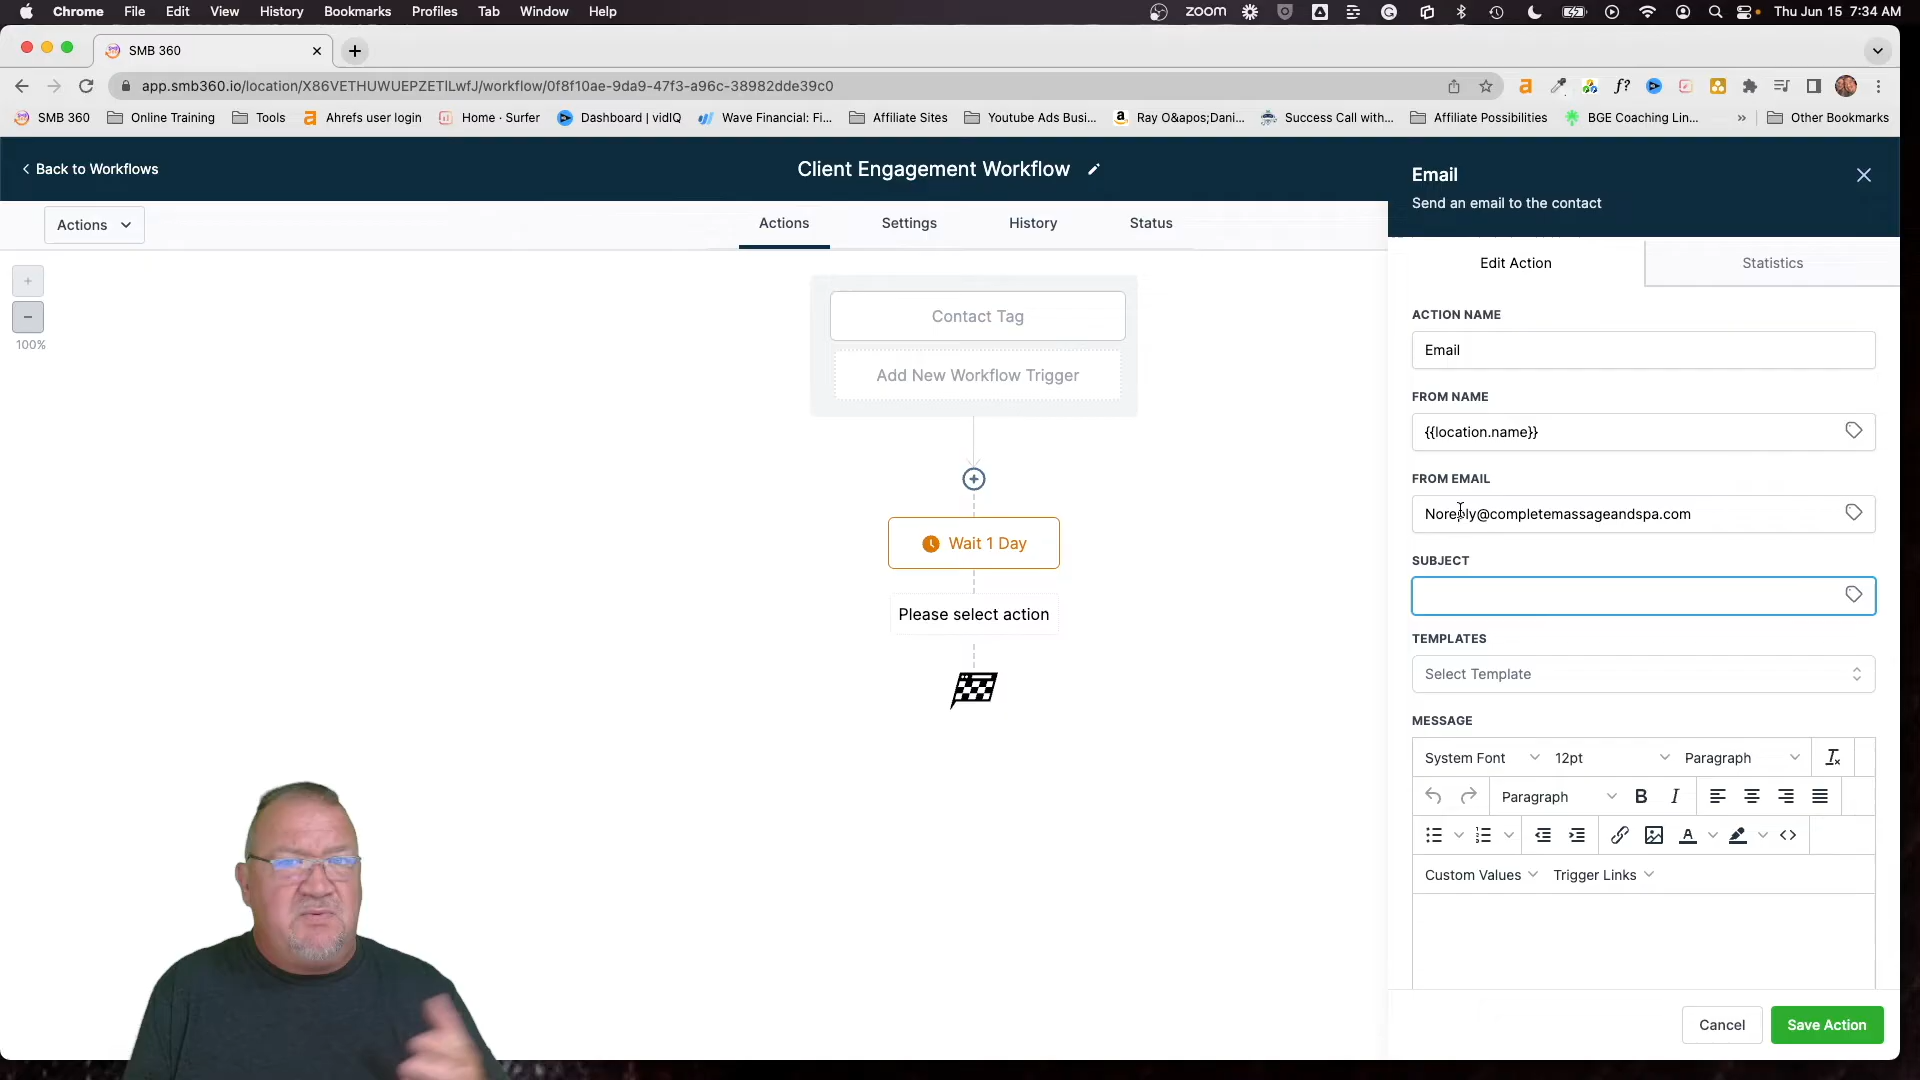 Chrome File Edit View History Bookmarks Profiles Tab Window Help zoom Thu Jun 15 7:34 AM
SMB 360
app.smb360.io/location/X86VETHUWUEPZETlLwfJ/workflow/0f8f10ae-9da9-47f3-a96c-38982dde39c0
SMB 360 Online Training Tools Ahrefs user login Home · Surfer Dashboard | vidIQ Wave Financial: Fi... Affiliate Sites Youtube Ads Busi... Ray O&apos;Dani... Success Call with... Affiliate Possibilities BGE Coaching Lin... » Other Bookmarks
Back to Workflows
Client Engagement Workflow
Actions
Actions Settings History Status
100%
Contact Tag
Add New Workflow Trigger
Wait 1 Day
Please select action
Email
Send an email to the contact
Edit Action Statistics
ACTION NAME
Email
FROM NAME
{{location.name}}
FROM EMAIL
Noreply@completemassageandspa.com
SUBJECT
TEMPLATES
Select Template
MESSAGE
System Font 12pt Paragraph
Paragraph B I
Custom Values Trigger Links
Cancel Save Action